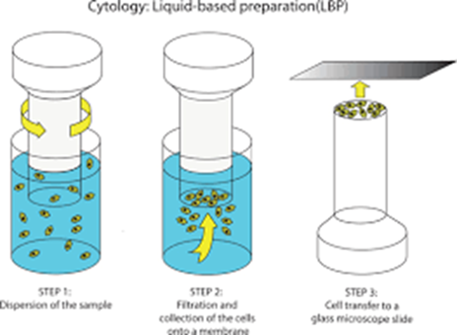 Cytology: Liquid-based preparation(LBP)
STEP 1:
Dispersion of the sample
STEP 2:
Filtration and
collection of the cells
onto a membrane
STEP 3:
Cell transfer to a
glass microscope slide